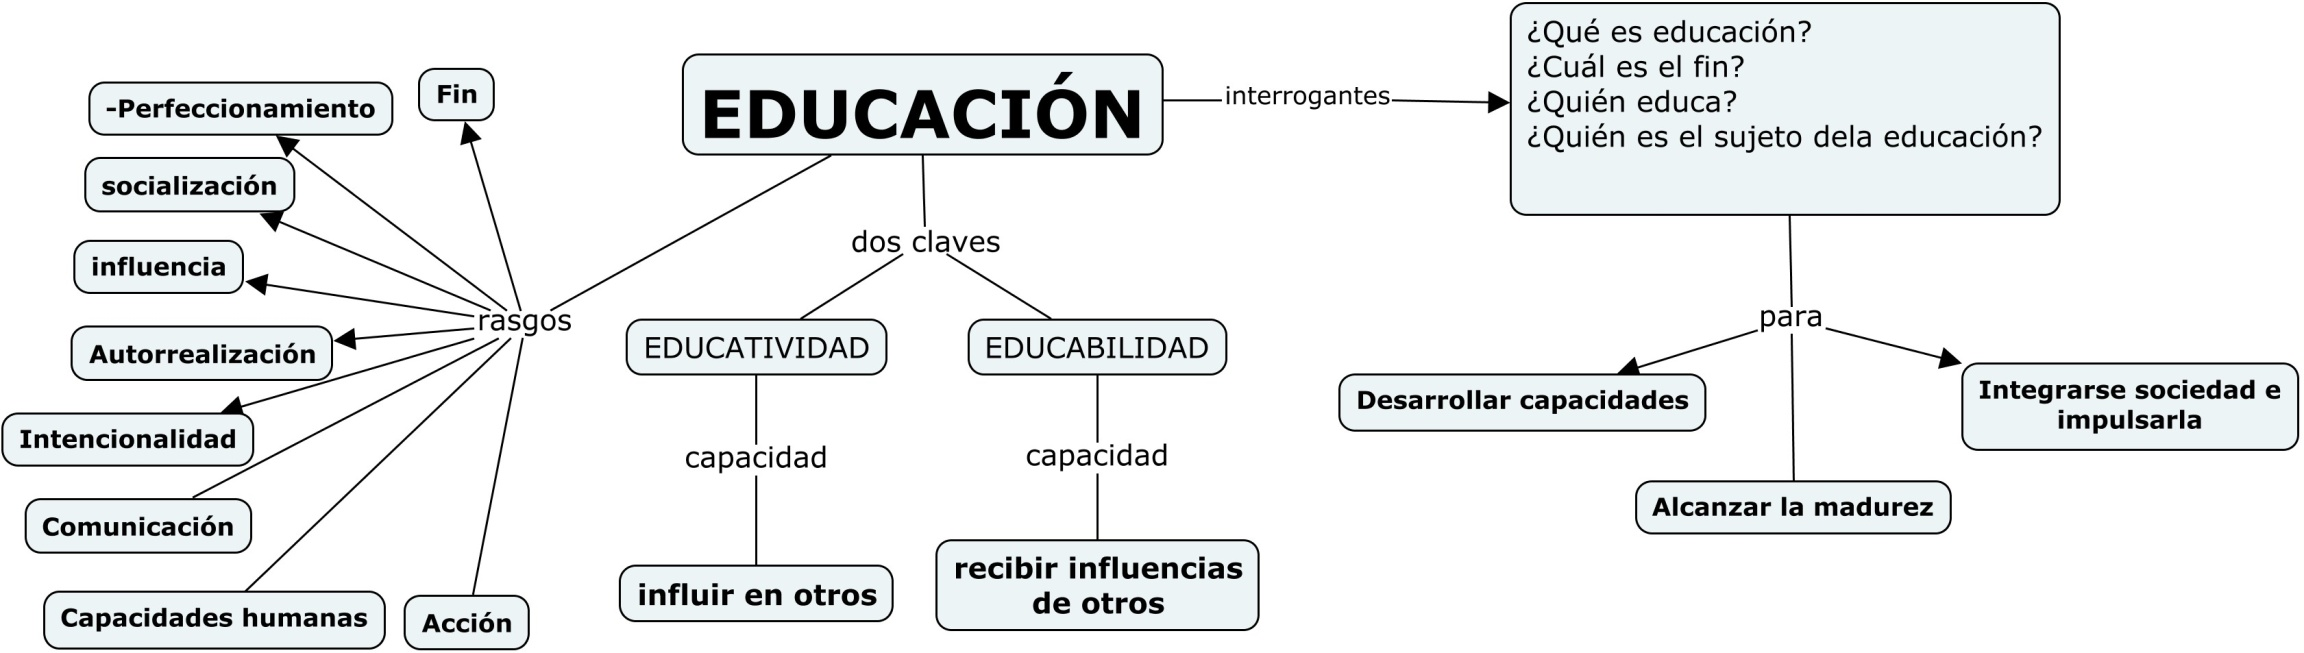 EDUCACIÓN
interrogantes
¿Qué es educación?
¿Cuál es el fin?
¿Quién educa?
¿Quién es el sujeto dela educación?
para
Desarrollar capacidades
Alcanzar la madurez
Integrarse sociedad e
impulsarla
dos claves
EDUCATIVIDAD
capacidad
influir en otros
EDUCABILIDAD
capacidad
recibir influencias
de otros
rasgos
Fin
-Perfeccionamiento
socialización
influencia
Autorrealización
Intencionalidad
Comunicación
Capacidades humanas
Acción